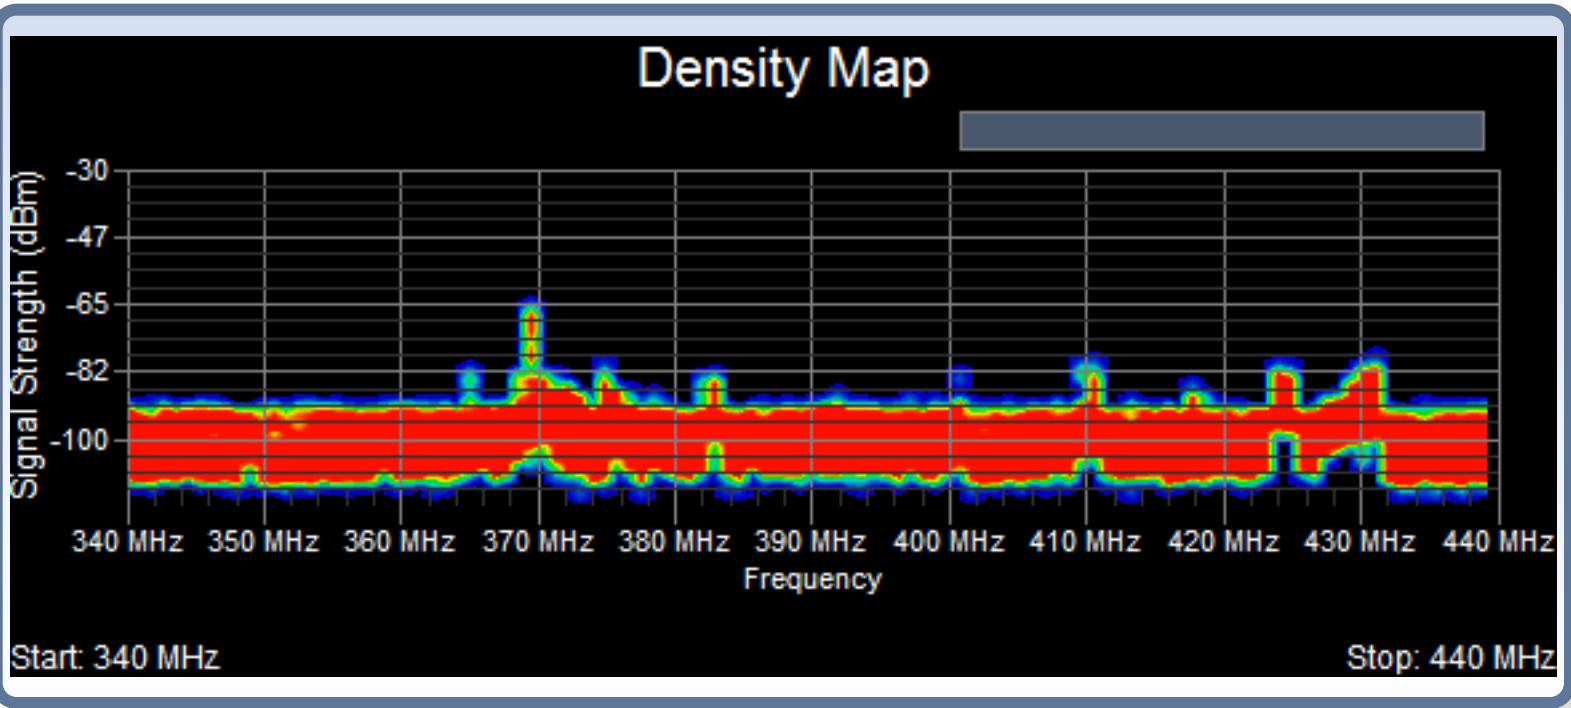 Density Map
Signal Strength (dBm)
-30
-47
-65
-82
-100
340 MHz 350 MHz 360 MHz 370 MHz 380 MHz 390 MHz 400 MHz 410 MHz 420 MHz 430 MHz 440 MHz
Frequency
Start: 340 MHz
Stop: 440 MHz